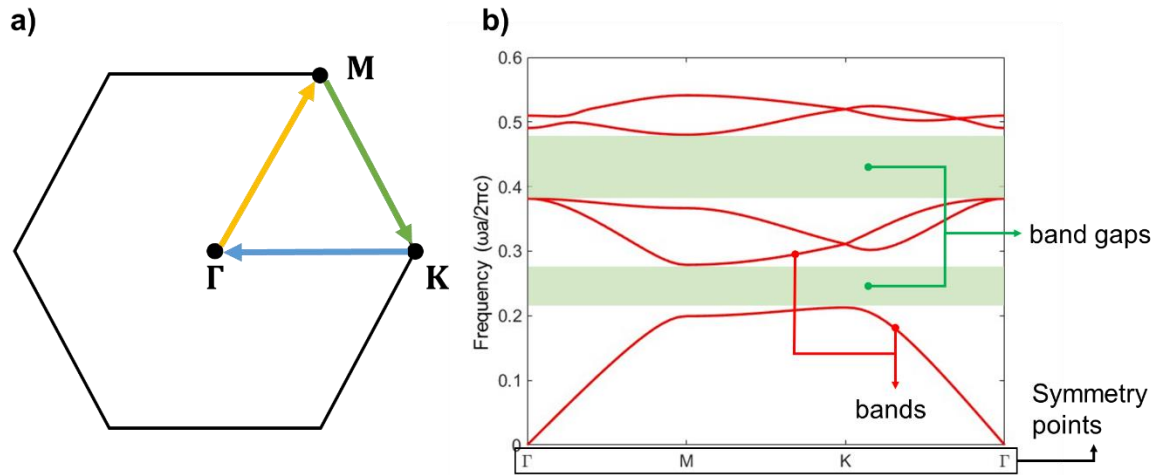 a)
M
Γ
K
b)
Frequency (ωa/2πc)
0.6
0.5
0.4
0.3
0.2
0.1
0
Γ
M
K
Γ
band gaps
bands
Symmetry
points